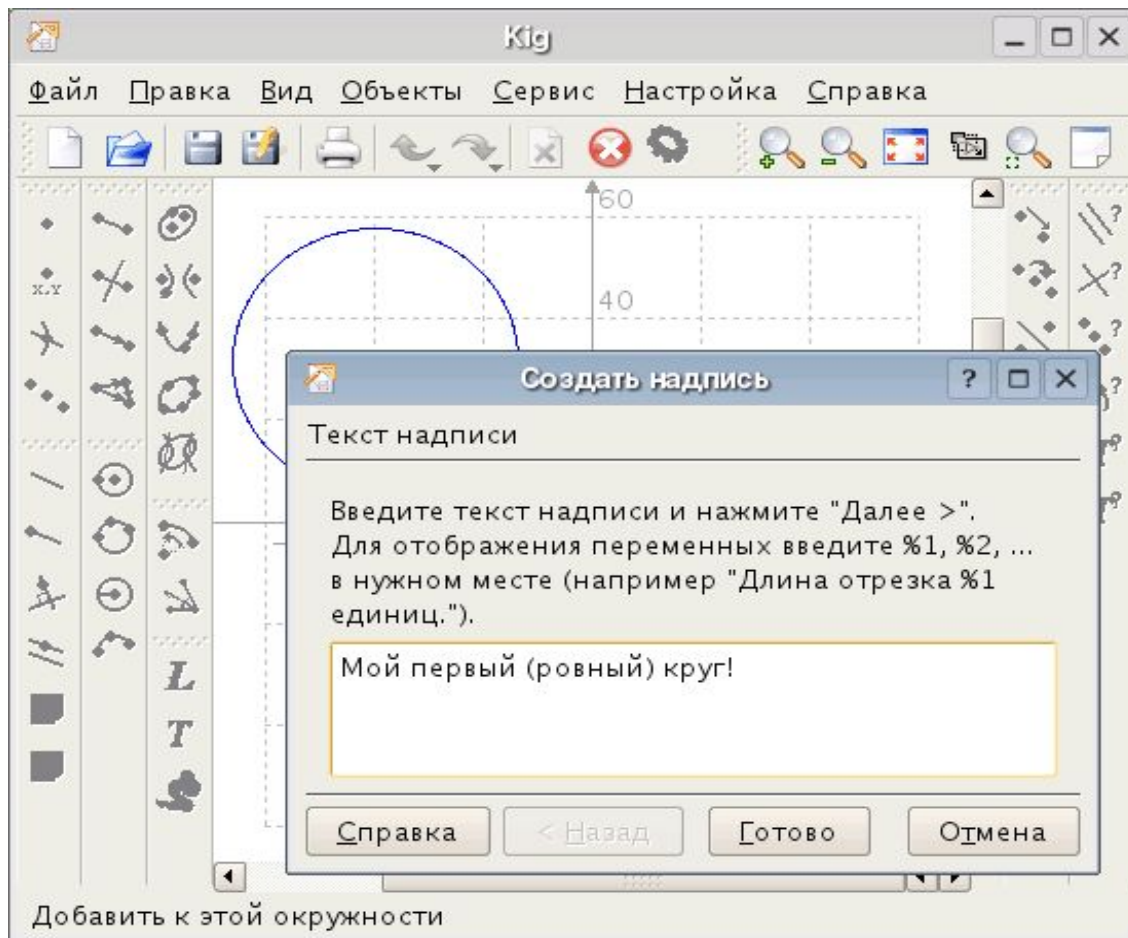 Kig
Файл Правка Вид Объекты Сервис Настройка Справка
60
40
x,y
Создать надпись
Текст надписи
Введите текст надписи и нажмите "Далее >".
Для отображения переменных введите %1, %2, ...
в нужном месте (например "Длина отрезка %1
единиц.").
Мой первый (ровный) круг!
L
T
Справка < Назад Готово Отмена
Добавить к этой окружности